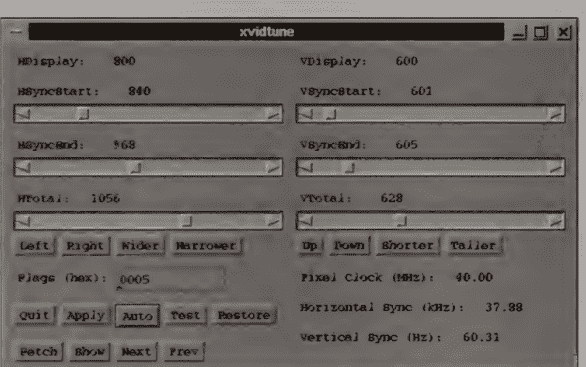 xvidtune
HDisplay: 800 VDisplay: 600
HSyncStart: 840 VSyncStart: 601
HSyncEnd: 968 VSyncEnd: 605
HTotal: 1056 VTotal: 628
Left Right Wider Narrower Up Down Shorter Taller
Flags (hex): 0005 Pixel Clock (MHz): 40.00
Horizontal Sync (kHz): 37.88
Quit Apply Auto Test Restore
Vertical Sync (Hz): 60.31
Fetch Show Next Prev